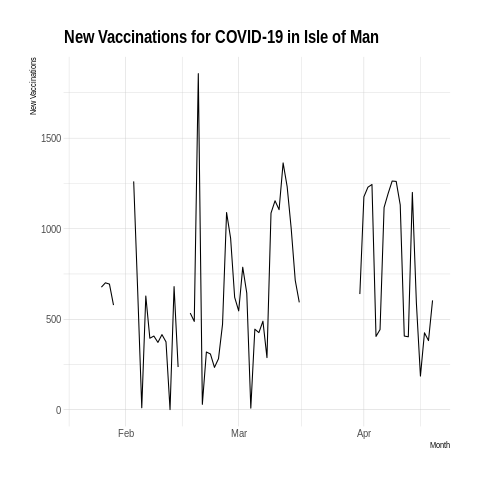 New Vaccinations for COVID-19 in Isle of Man
New Vaccinations
1500
1000
500
0
Feb Mar Apr
Month